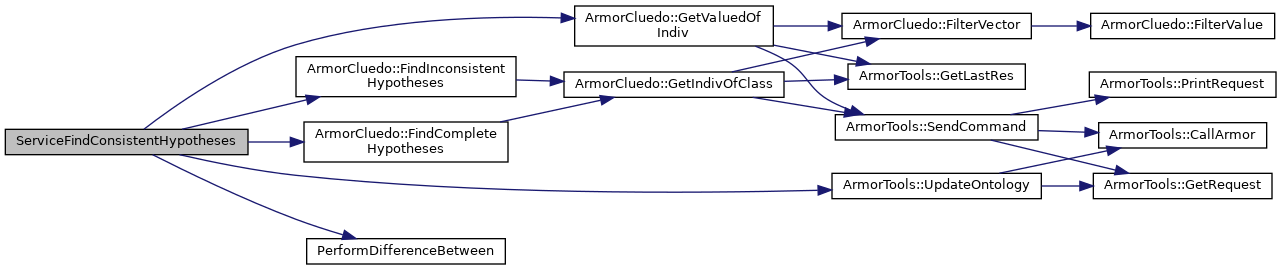 ServiceFindConsistentHypotheses
ArmorCluedo::GetValuedOf
Indiv
ArmorCluedo::FindInconsistent
Hypotheses
ArmorCluedo::FindComplete
Hypotheses
PerformDifferenceBetween
ArmorCluedo::GetIndivOfClass
ArmorCluedo::FilterVector
ArmorTools::GetLastRes
ArmorTools::SendCommand
ArmorTools::UpdateOntology
ArmorCluedo::FilterValue
ArmorTools::PrintRequest
ArmorTools::CallArmor
ArmorTools::GetRequest